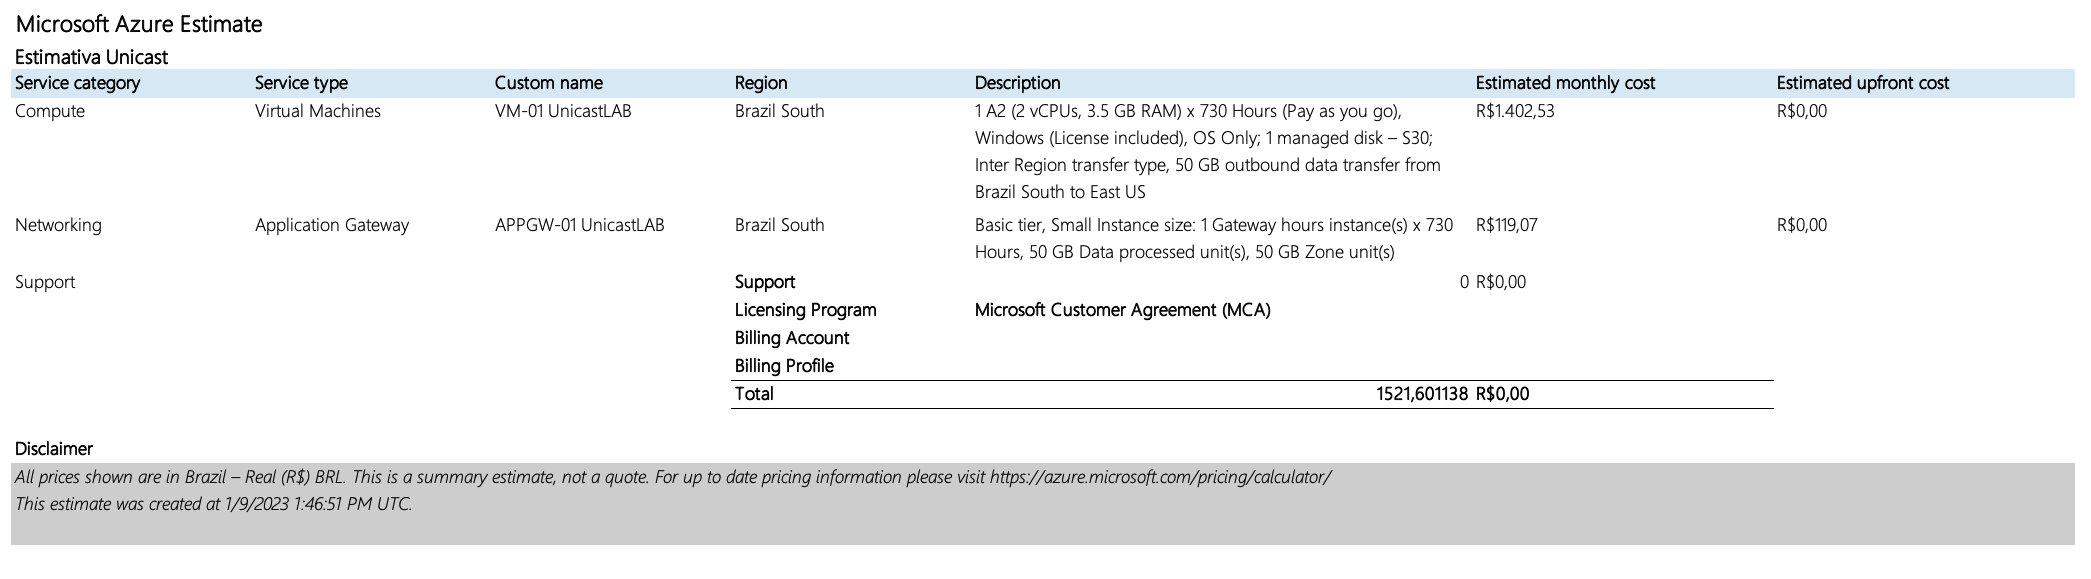 Microsoft Azure Estimate
Estimativa Unicast
Service category Service type Custom name Region Description Estimated monthly cost Estimated upfront cost
Compute Virtual Machines VM-01 UnicastLAB Brazil South 1 A2 (2 vCPUs, 3.5 GB RAM) x 730 Hours (Pay as you go), R$1.402,53 R$0,00
Windows (License included), OS Only; 1 managed disk – S30;
Inter Region transfer type, 50 GB outbound data transfer from
Brazil South to East US
Networking Application Gateway APPGW-01 UnicastLAB Brazil South Basic tier, Small Instance size: 1 Gateway hours instance(s) x 730 R$119,07 R$0,00
Hours, 50 GB Data processed unit(s), 50 GB Zone unit(s)
Support Support 0 R$0,00
Licensing Program Microsoft Customer Agreement (MCA)
Billing Account
Billing Profile
Total 1521,601138 R$0,00
Disclaimer
All prices shown are in Brazil – Real (R$) BRL. This is a summary estimate, not a quote. For up to date pricing information please visit https://azure.microsoft.com/pricing/calculator/
This estimate was created at 1/9/2023 1:46:51 PM UTC.